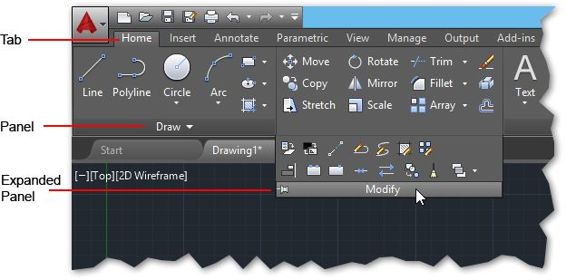 Tab
Home Insert Annotate Parametric View Manage Output Add-ins
Line Polyline Circle Arc
Move Rotate Trim
Copy Mirror Fillet
Stretch Scale Array
Text
Panel
Draw
Start Drawing1*
Expanded
Panel
[−][Top][2D Wireframe]
Modify